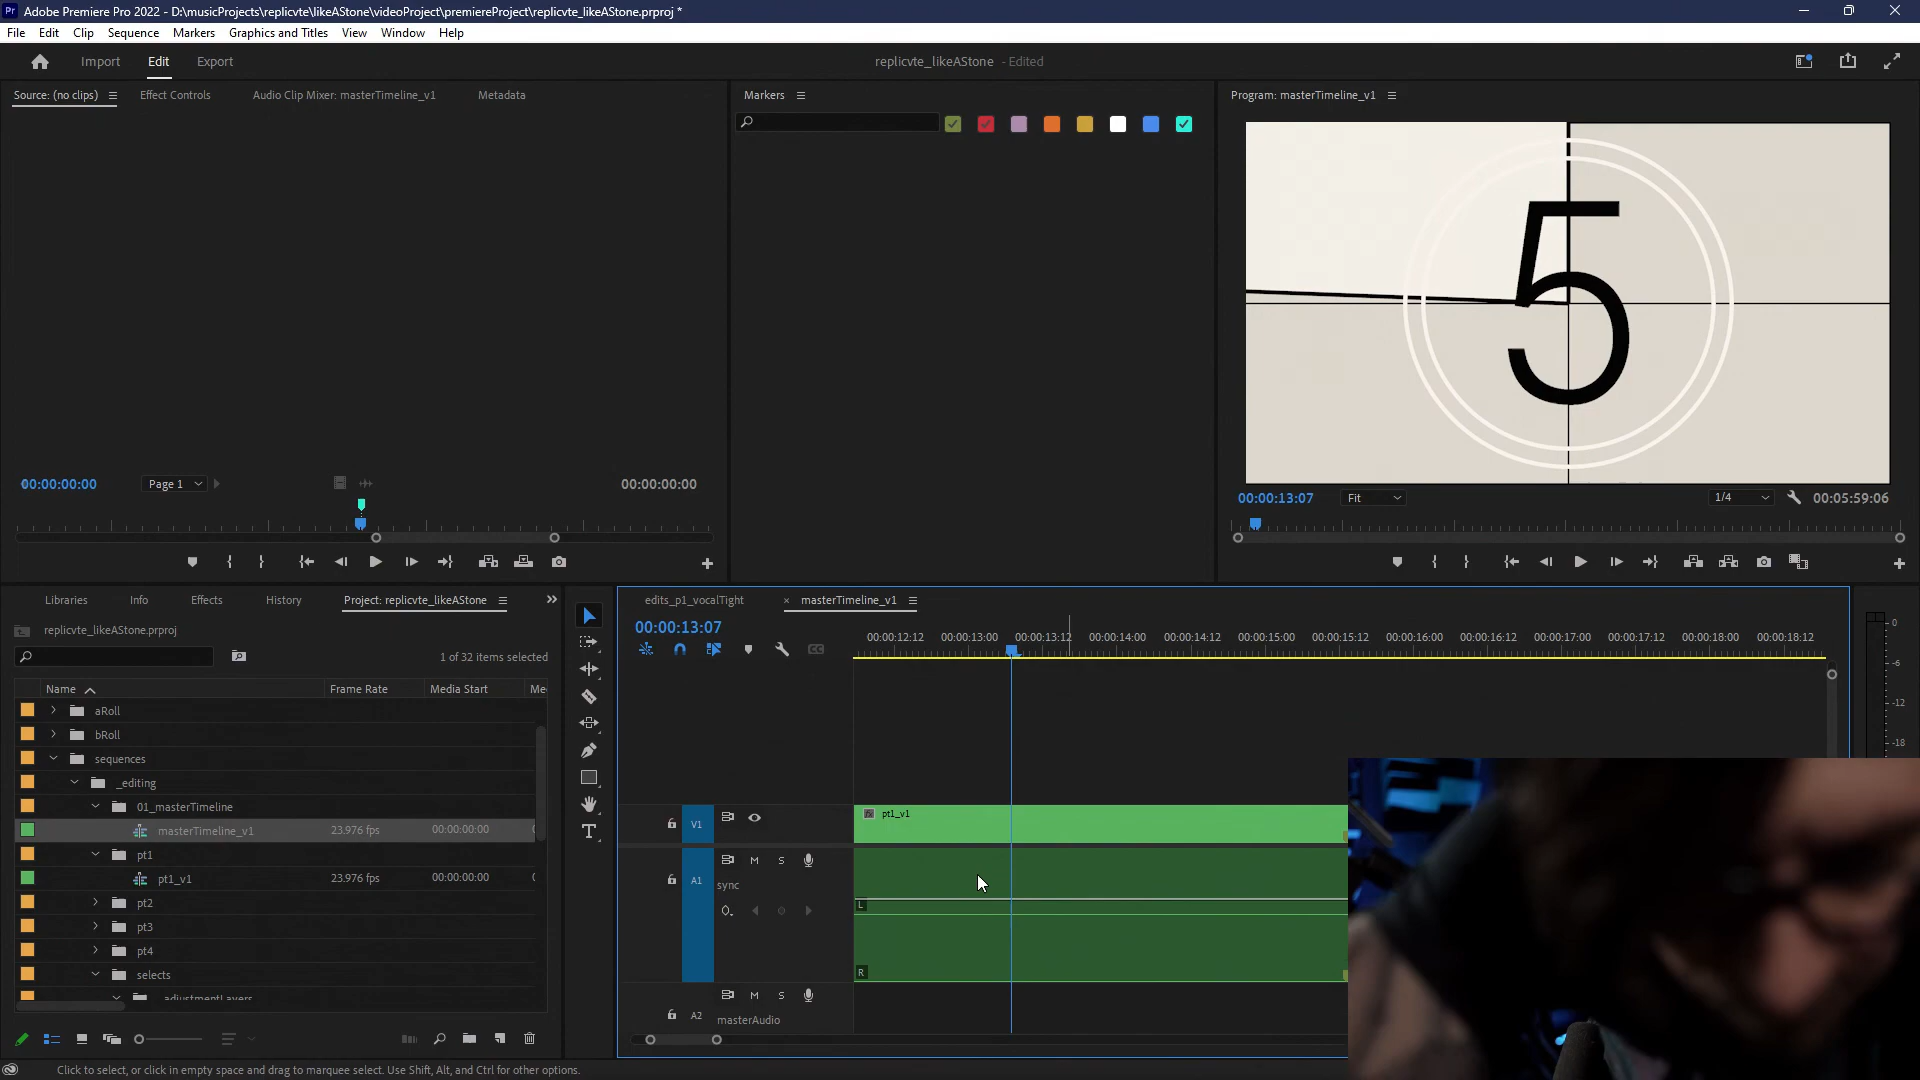 Pr Adobe Premiere Pro 2022 - D:\musicProjects\replicvte\likeAStone\videoProject\premiereProject\replicvte_likeAStone.prproj *
File Edit Clip Sequence Markers Graphics and Titles View Window Help
Import Edit Export replicvte_likeAStone - Edited
Source: (no clips) Effect Controls Audio Clip Mixer: masterTimeline_v1 Metadata
Markers
Program: masterTimeline_v1
5
00:00:00:00 Page 1 00:00:00:00
00:00:13:07 Fit 1/4 00:05:59:06
Libraries Info Effects History Project: replicvte_likeAStone
replicvte_likeAStone.prproj
1 of 32 items selected
Name Frame Rate Media Start Me
aRoll
bRoll
sequences
_editing
01_masterTimeline
masterTimeline_v1 23.976 fps 00:00:00:00
pt1
pt1_v1 23.976 fps 00:00:00:00
pt2
pt3
pt4
selects
edits_p1_vocalTight × masterTimeline_v1
00:00:13:07
00:00:12:12 00:00:13:00 00:00:13:12 00:00:14:00 00:00:14:12 00:00:15:00 00:00:15:12 00:00:16:00 00:00:16:12 00:00:17:00 00:00:17:12 00:00:18:00 00:00:18:12
V1 fx pt1_v1
A1 M S
sync
L
R
A2 M S
masterAudio
0
-6
-12
-18
Click to select, or click in empty space and drag to marquee select. Use Shift, Alt, and Ctrl for other options.